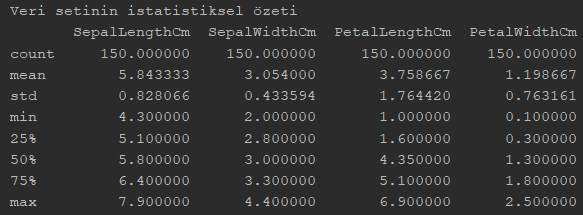 Veri setinin istatistiksel özeti
SepalLengthCm SepalWidthCm PetalLengthCm PetalWidthCm
count 150.000000 150.000000 150.000000 150.000000
mean 5.843333 3.054000 3.758667 1.198667
std 0.828066 0.433594 1.764420 0.763161
min 4.300000 2.000000 1.000000 0.100000
25% 5.100000 2.800000 1.600000 0.300000
50% 5.800000 3.000000 4.350000 1.300000
75% 6.400000 3.300000 5.100000 1.800000
max 7.900000 4.400000 6.900000 2.500000